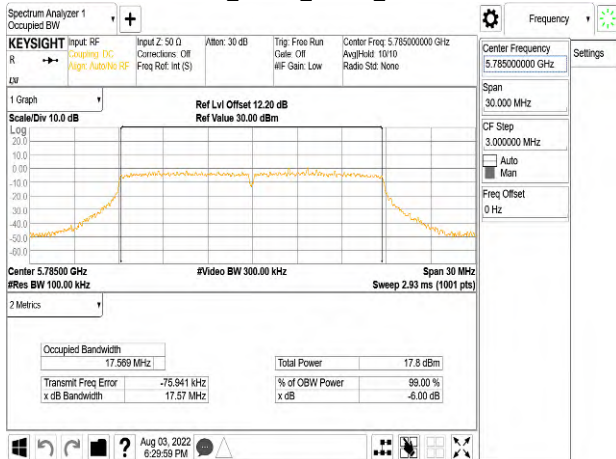 Spectrum Analyzer 1
Occupied BW
Frequency
Settings
KEYSIGHT
R
LXI
Input: RF
Coupling: DC
Align: Auto/No RF
Input Z: 50 Ω
Corrections: Off
Freq Ref: Int (S)
Atten: 30 dB
Trig: Free Run
Gate: Off
#IF Gain: Low
Center Freq: 5.785000000 GHz
Avg|Hold: 10/10
Radio Std: None
Center Frequency
5.785000000 GHz
Span
30.000 MHz
CF Step
3.000000 MHz
Auto
Man
Freq Offset
0 Hz
1 Graph
Scale/Div 10.0 dB
Ref Lvl Offset 12.20 dB
Ref Value 30.00 dBm
Log
20.0
10.0
0.00
-10.0
-20.0
-30.0
-40.0
-50.0
-60.0
Center 5.78500 GHz
#Res BW 100.00 kHz
#Video BW 300.00 kHz
Span 30 MHz
Sweep 2.93 ms (1001 pts)
2 Metrics
Occupied Bandwidth
17.569 MHz
Transmit Freq Error -75.941 kHz
x dB Bandwidth 17.57 MHz
Total Power 17.8 dBm
% of OBW Power 99.00 %
x dB -6.00 dB
?
Aug 03, 2022
6:29:59 PM